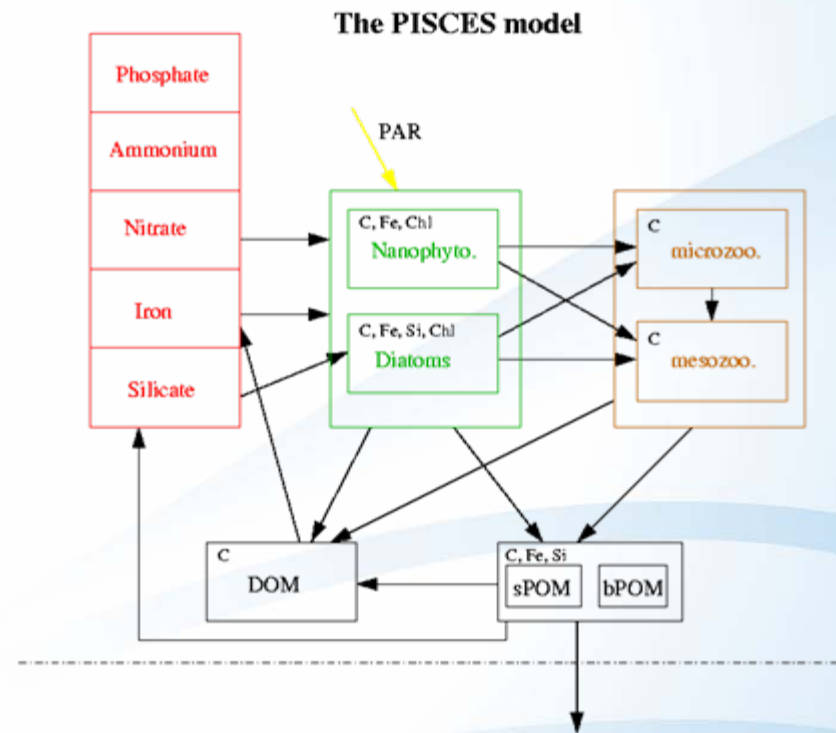 The PISCES model
Phosphate
Ammonium
Nitrate
Iron
Silicate
PAR
C, Fe, Chl
Nanophyto.
C, Fe, Si, Chl
Diatoms
C
microzoo.
C
mesozoo.
C
DOM
C, Fe, Si
sPOM
bPOM